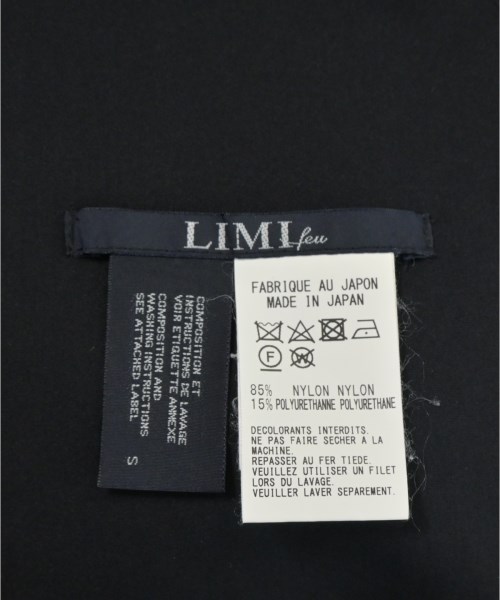 LIMI feu
COMPOSITION ET
INSTRUCTIONS DE LAVAGE
VOIR ETIQUETTE ANNEXE
COMPOSITION AND
WASHING INSTRUCTIONS
SEE ATTACHED LABEL
S
FABRIQUE AU JAPON
MADE IN JAPAN
F W
85% NYLON NYLON
15% POLYURETHANNE POLYURETHANE
DECOLORANTS INTERDITS.
NE PAS FAIRE SECHER A LA
MACHINE.
REPASSER AU FER TIEDE.
VEUILLEZ UTILISER UN FILET
LORS DU LAVAGE.
VEUILLER LAVER SEPAREMENT.